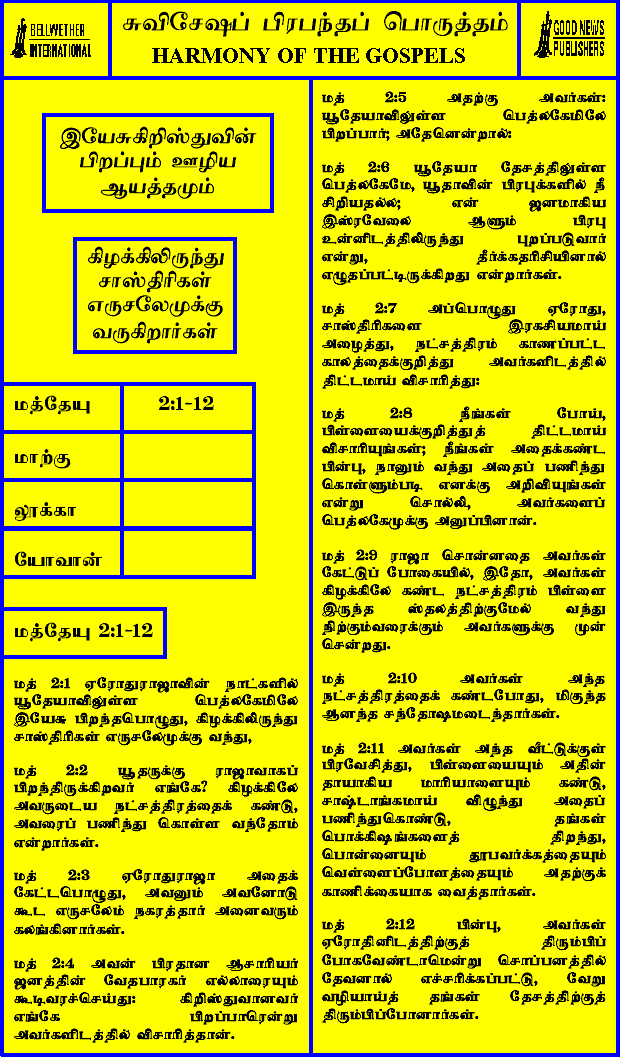 BELLWETHER
INTERNATIONAL
சுவிசேஷப் பிரபந்தப் பொருத்தம்
HARMONY OF THE GOSPELS
GOOD NEWS
PUBLISHERS
இயேசுகிறிஸ்துவின்
பிறப்பும் ஊழிய
ஆயத்தமும்
கிழக்கிலிருந்து
சாஸ்திரிகள்
எருசலேமுக்கு
வருகிறார்கள்
மத்தேயு 2:1-12
மாற்கு
லூக்கா
யோவான்
மத்தேயு 2:1-12
மத் 2:1 ஏரோதுராஜாவின் நாட்களில்
யூதேயாவிலுள்ள பெத்லகேமிலே
இயேசு பிறந்தபொழுது, கிழக்கிலிருந்து
சாஸ்திரிகள் எருசலேமுக்கு வந்து,
மத் 2:2 யூதருக்கு ராஜாவாகப்
பிறந்திருக்கிறவர் எங்கே? கிழக்கிலே
அவருடைய நட்சத்திரத்தைக் கண்டு,
அவரைப் பணிந்து கொள்ள வந்தோம்
என்றார்கள்.
மத் 2:3 ஏரோதுராஜா அதைக்
கேட்டபொழுது, அவனும் அவனோடு
கூட எருசலேம் நகரத்தார் அனைவரும்
கலங்கினார்கள்.
மத் 2:4 அவன் பிரதான ஆசாரியர்
ஜனத்தின் வேதபாரகர் எல்லாரையும்
கூடிவரச்செய்து: கிறிஸ்துவானவர்
எங்கே பிறப்பாரென்று
அவர்களிடத்தில் விசாரித்தான்.
மத் 2:5 அதற்கு அவர்கள்:
யூதேயாவிலுள்ள பெத்லகேமிலே
பிறப்பார்; அதேனென்றால்:
மத் 2:6 யூதேயா தேசத்திலுள்ள
பெத்லகேமே, யூதாவின் பிரபுக்களில் நீ
சிறியதல்ல; என் ஜனமாகிய
இஸ்ரவேலை ஆளும் பிரபு
உன்னிடத்திலிருந்து புறப்படுவார்
என்று, தீர்க்கதரிசியினால்
எழுதப்பட்டிருக்கிறது என்றார்கள்.
மத் 2:7 அப்பொழுது ஏரோது,
சாஸ்திரிகளை இரகசியமாய்
அழைத்து, நட்சத்திரம் காணப்பட்ட
காலத்தைக்குறித்து அவர்களிடத்தில்
திட்டமாய் விசாரித்து:
மத் 2:8 நீங்கள் போய்,
பிள்ளையைக்குறித்துத் திட்டமாய்
விசாரியுங்கள்; நீங்கள் அதைக்கண்ட
பின்பு, நானும் வந்து அதைப் பணிந்து
கொள்ளும்படி எனக்கு அறிவியுங்கள்
என்று சொல்லி, அவர்களைப்
பெத்லகேமுக்கு அனுப்பினான்.
மத் 2:9 ராஜா சொன்னதை அவர்கள்
கேட்டுப் போகையில், இதோ, அவர்கள்
கிழக்கிலே கண்ட நட்சத்திரம் பிள்ளை
இருந்த ஸ்தலத்திற்குமேல் வந்து
நிற்கும்வரைக்கும் அவர்களுக்கு முன்
சென்றது.
மத் 2:10 அவர்கள் அந்த
நட்சத்திரத்தைக் கண்டபோது, மிகுந்த
ஆனந்த சந்தோஷமடைந்தார்கள்.
மத் 2:11 அவர்கள் அந்த வீட்டுக்குள்
பிரவேசித்து, பிள்ளையையும் அதின்
தாயாகிய மாரியாளையும் கண்டு,
சாஷ்டாங்கமாய் விழுந்து அதைப்
பணிந்துகொண்டு, தங்கள்
பொக்கிஷங்களைத் திறந்து,
பொன்னையும் தூபவர்க்கத்தையும்
வெள்ளைப்போளத்தையும் அதற்குக்
காணிக்கையாக வைத்தார்கள்.
மத் 2:12 பின்பு, அவர்கள்
ஏரோதினிடத்திற்குத் திரும்பிப்
போகவேண்டாமென்று சொப்பனத்தில்
தேவனால் எச்சரிக்கப்பட்டு, வேறு
வழியாய்த் தங்கள் தேசத்திற்குத்
திரும்பிப்போனார்கள்.